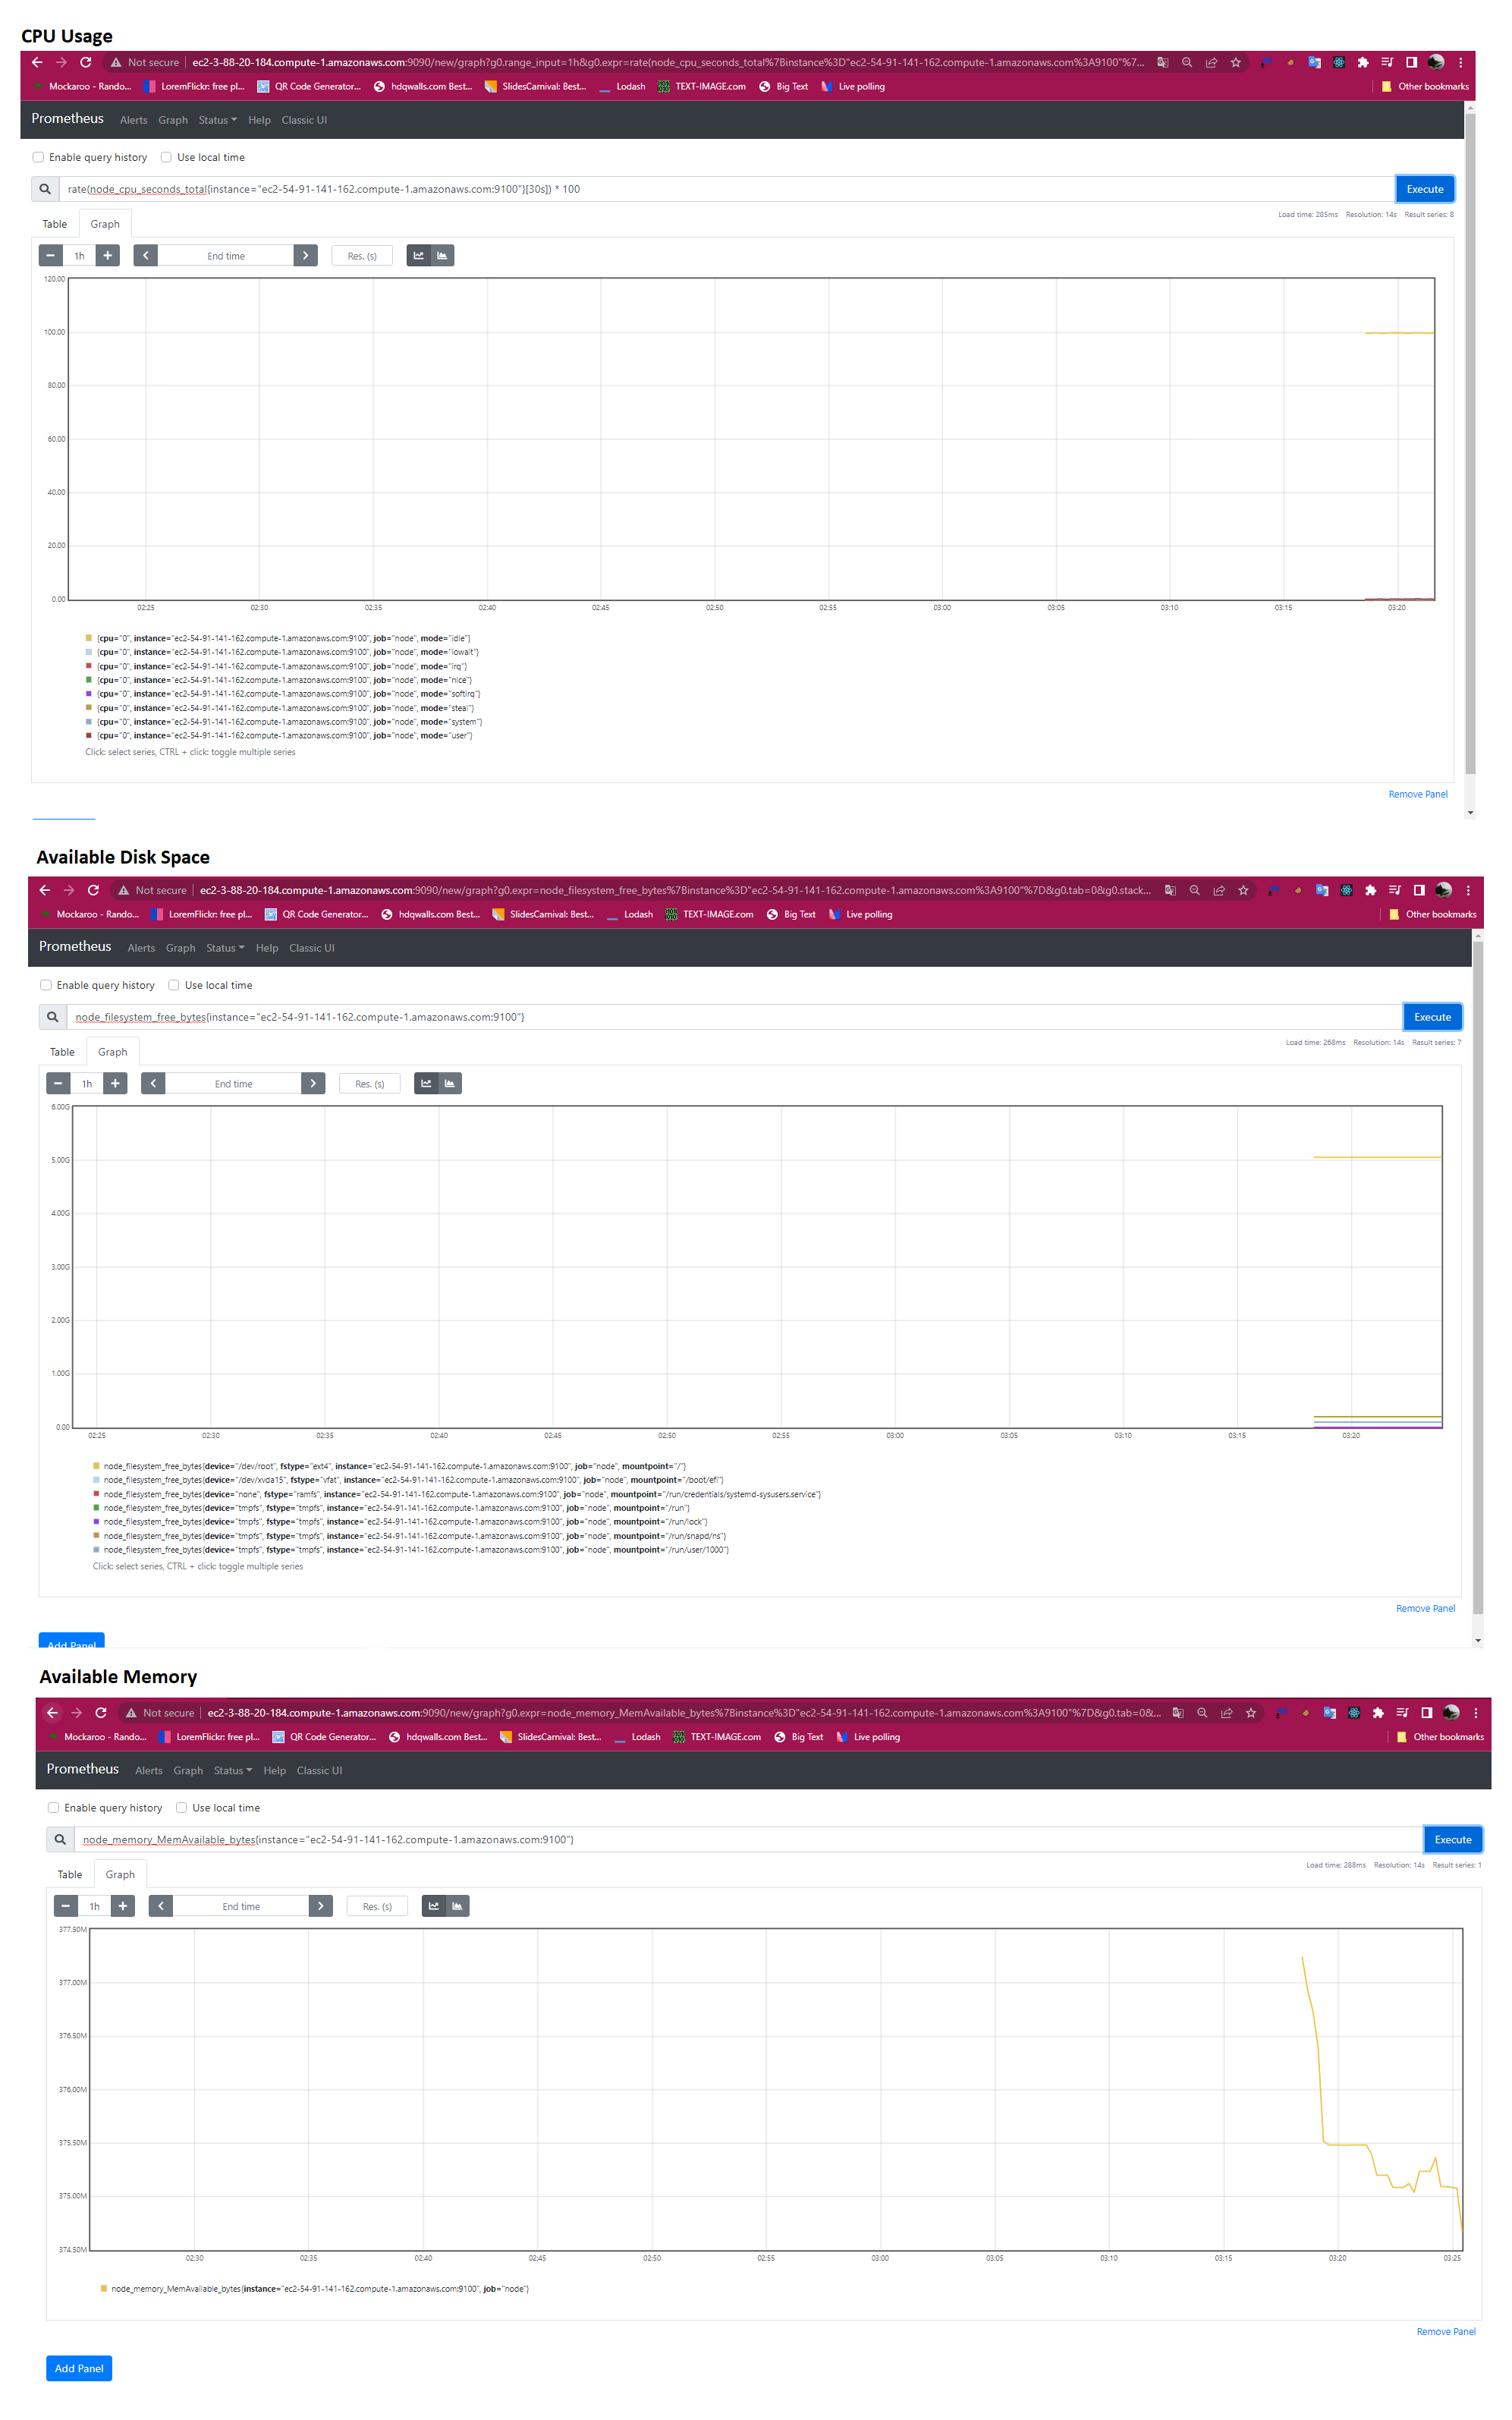 CPU Usage
Not secure | ec2-3-88-20-184.compute-1.amazonaws.com:9090/new/graph?g0.range_input=1h&g0.expr=rate(node_cpu_seconds_total%7Binstance%3D"ec2-54-91-141-162.compute-1.amazonaws.com%3A9100"%7...
Mockaroo - Rando... LoremFlickr: free pl... QR Code Generator... hdqwalls.com Best... SlidesCarnival: Best... Lodash TEXT-IMAGE.com Big Text Live polling Other bookmarks
Prometheus Alerts Graph Status Help Classic UI
Enable query history Use local time
rate(node_cpu_seconds_total{instance="ec2-54-91-141-162.compute-1.amazonaws.com:9100"}[30s]) * 100 Execute
Load time: 285ms Resolution: 14s Result series: 8
Table Graph
1h End time Res. (s)
120.00
100.00
80.00
60.00
40.00
20.00
0.00
02:25 02:30 02:35 02:40 02:45 02:50 02:55 03:00 03:05 03:10 03:15 03:20
{cpu="0", instance="ec2-54-91-141-162.compute-1.amazonaws.com:9100", job="node", mode="idle"}
{cpu="0", instance="ec2-54-91-141-162.compute-1.amazonaws.com:9100", job="node", mode="iowait"}
{cpu="0", instance="ec2-54-91-141-162.compute-1.amazonaws.com:9100", job="node", mode="irq"}
{cpu="0", instance="ec2-54-91-141-162.compute-1.amazonaws.com:9100", job="node", mode="nice"}
{cpu="0", instance="ec2-54-91-141-162.compute-1.amazonaws.com:9100", job="node", mode="softirq"}
{cpu="0", instance="ec2-54-91-141-162.compute-1.amazonaws.com:9100", job="node", mode="steal"}
{cpu="0", instance="ec2-54-91-141-162.compute-1.amazonaws.com:9100", job="node", mode="system"}
{cpu="0", instance="ec2-54-91-141-162.compute-1.amazonaws.com:9100", job="node", mode="user"}
Click: select series, CTRL + click: toggle multiple series
Remove Panel
Available Disk Space
Not secure | ec2-3-88-20-184.compute-1.amazonaws.com:9090/new/graph?g0.expr=node_filesystem_free_bytes%7Binstance%3D"ec2-54-91-141-162.compute-1.amazonaws.com%3A9100"%7D&g0.tab=0&g0.stack...
Mockaroo - Rando... LoremFlickr: free pl... QR Code Generator... hdqwalls.com Best... SlidesCarnival: Best... Lodash TEXT-IMAGE.com Big Text Live polling Other bookmarks
Prometheus Alerts Graph Status Help Classic UI
Enable query history Use local time
node_filesystem_free_bytes{instance="ec2-54-91-141-162.compute-1.amazonaws.com:9100"} Execute
Load time: 268ms Resolution: 14s Result series: 7
Table Graph
1h End time Res. (s)
6.00G
5.00G
4.00G
3.00G
2.00G
1.00G
0.00
02:25 02:30 02:35 02:40 02:45 02:50 02:55 03:00 03:05 03:10 03:15 03:20
node_filesystem_free_bytes{device="/dev/root", fstype="ext4", instance="ec2-54-91-141-162.compute-1.amazonaws.com:9100", job="node", mountpoint="/"}
node_filesystem_free_bytes{device="/dev/xvda15", fstype="vfat", instance="ec2-54-91-141-162.compute-1.amazonaws.com:9100", job="node", mountpoint="/boot/efi"}
node_filesystem_free_bytes{device="none", fstype="ramfs", instance="ec2-54-91-141-162.compute-1.amazonaws.com:9100", job="node", mountpoint="/run/credentials/systemd-sysusers.service"}
node_filesystem_free_bytes{device="tmpfs", fstype="tmpfs", instance="ec2-54-91-141-162.compute-1.amazonaws.com:9100", job="node", mountpoint="/run"}
node_filesystem_free_bytes{device="tmpfs", fstype="tmpfs", instance="ec2-54-91-141-162.compute-1.amazonaws.com:9100", job="node", mountpoint="/run/lock"}
node_filesystem_free_bytes{device="tmpfs", fstype="tmpfs", instance="ec2-54-91-141-162.compute-1.amazonaws.com:9100", job="node", mountpoint="/run/snapd/ns"}
node_filesystem_free_bytes{device="tmpfs", fstype="tmpfs", instance="ec2-54-91-141-162.compute-1.amazonaws.com:9100", job="node", mountpoint="/run/user/1000"}
Click: select series, CTRL + click: toggle multiple series
Remove Panel
Add Panel
Available Memory
Not secure | ec2-3-88-20-184.compute-1.amazonaws.com:9090/new/graph?g0.expr=node_memory_MemAvailable_bytes%7Binstance%3D"ec2-54-91-141-162.compute-1.amazonaws.com%3A9100"%7D&g0.tab=0&...
Mockaroo - Rando... LoremFlickr: free pl... QR Code Generator... hdqwalls.com Best... SlidesCarnival: Best... Lodash TEXT-IMAGE.com Big Text Live polling Other bookmarks
Prometheus Alerts Graph Status Help Classic UI
Enable query history Use local time
node_memory_MemAvailable_bytes{instance="ec2-54-91-141-162.compute-1.amazonaws.com:9100"} Execute
Load time: 288ms Resolution: 14s Result series: 1
Table Graph
1h End time Res. (s)
377.50M
377.00M
376.50M
376.00M
375.50M
375.00M
374.50M
02:30 02:35 02:40 02:45 02:50 02:55 03:00 03:05 03:10 03:15 03:20 03:25
node_memory_MemAvailable_bytes{instance="ec2-54-91-141-162.compute-1.amazonaws.com:9100", job="node"}
Remove Panel
Add Panel